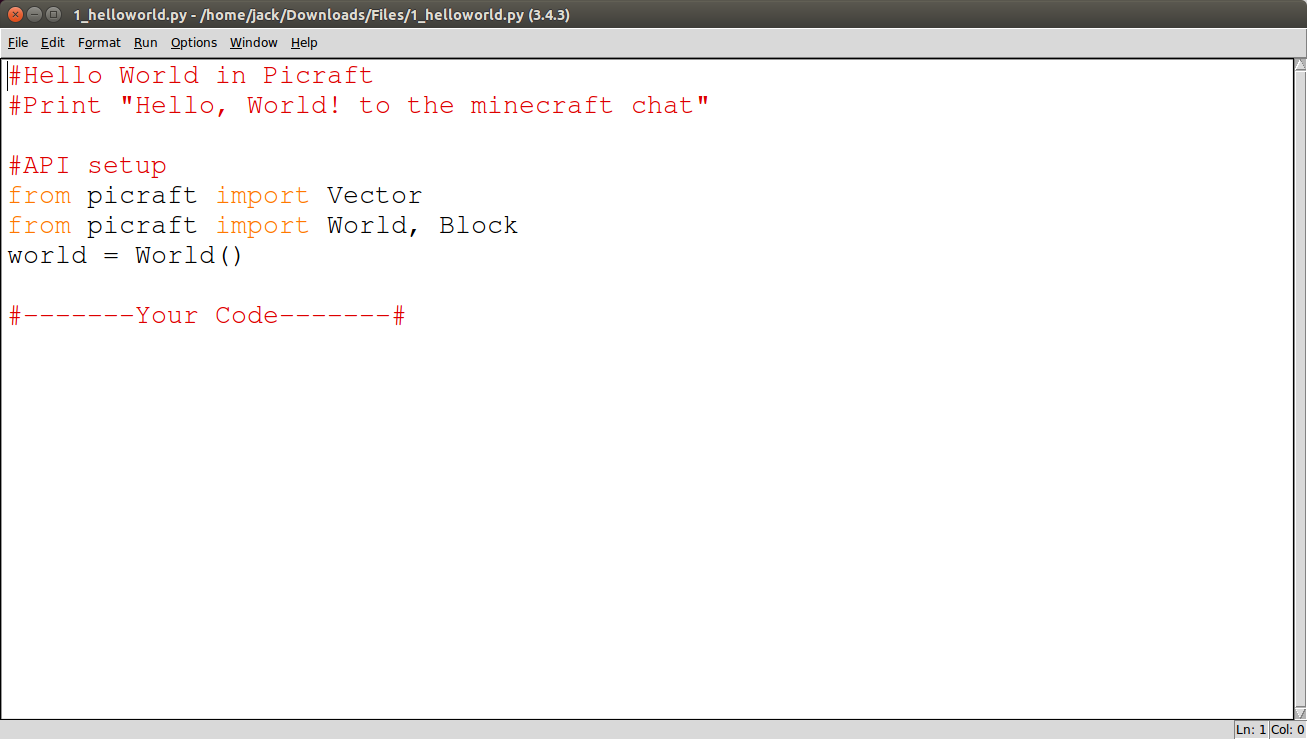 1_helloworld.py - /home/jack/Downloads/Files/1_helloworld.py (3.4.3)
File Edit Format Run Options Window Help
#Hello World in Picraft
#Print "Hello, World! to the minecraft chat"
#API setup
from picraft import Vector
from picraft import World, Block
world = World()
#-------Your Code-------#
Ln: 1 Col: 0